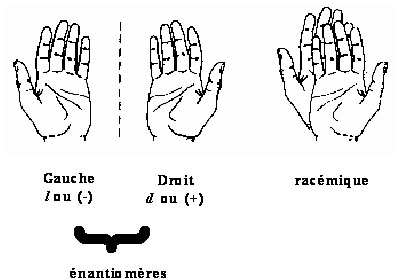 Gauche Droit racémique
l ou (-) d ou (+)
énantiomères